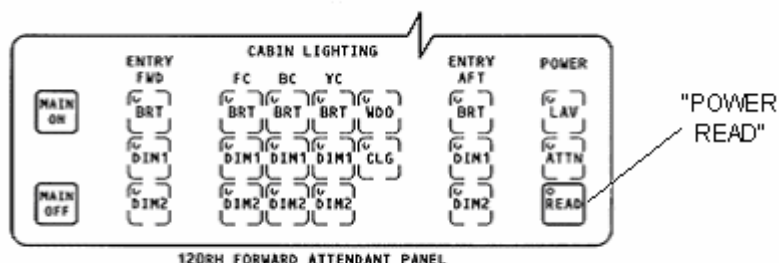 CABIN LIGHTING
ENTRY FWD FC BC YC ENTRY AFT POWER
MAIN ON BRT BRT BRT BRT WDO BRT LAV
DIM1 DIM1 DIM1 DIM1 CLG DIM1 ATTN
MAIN OFF DIM2 DIM2 DIM2 DIM2 DIM2 READ
"POWER
READ"
120RH FORWARD ATTENDANT PANEL